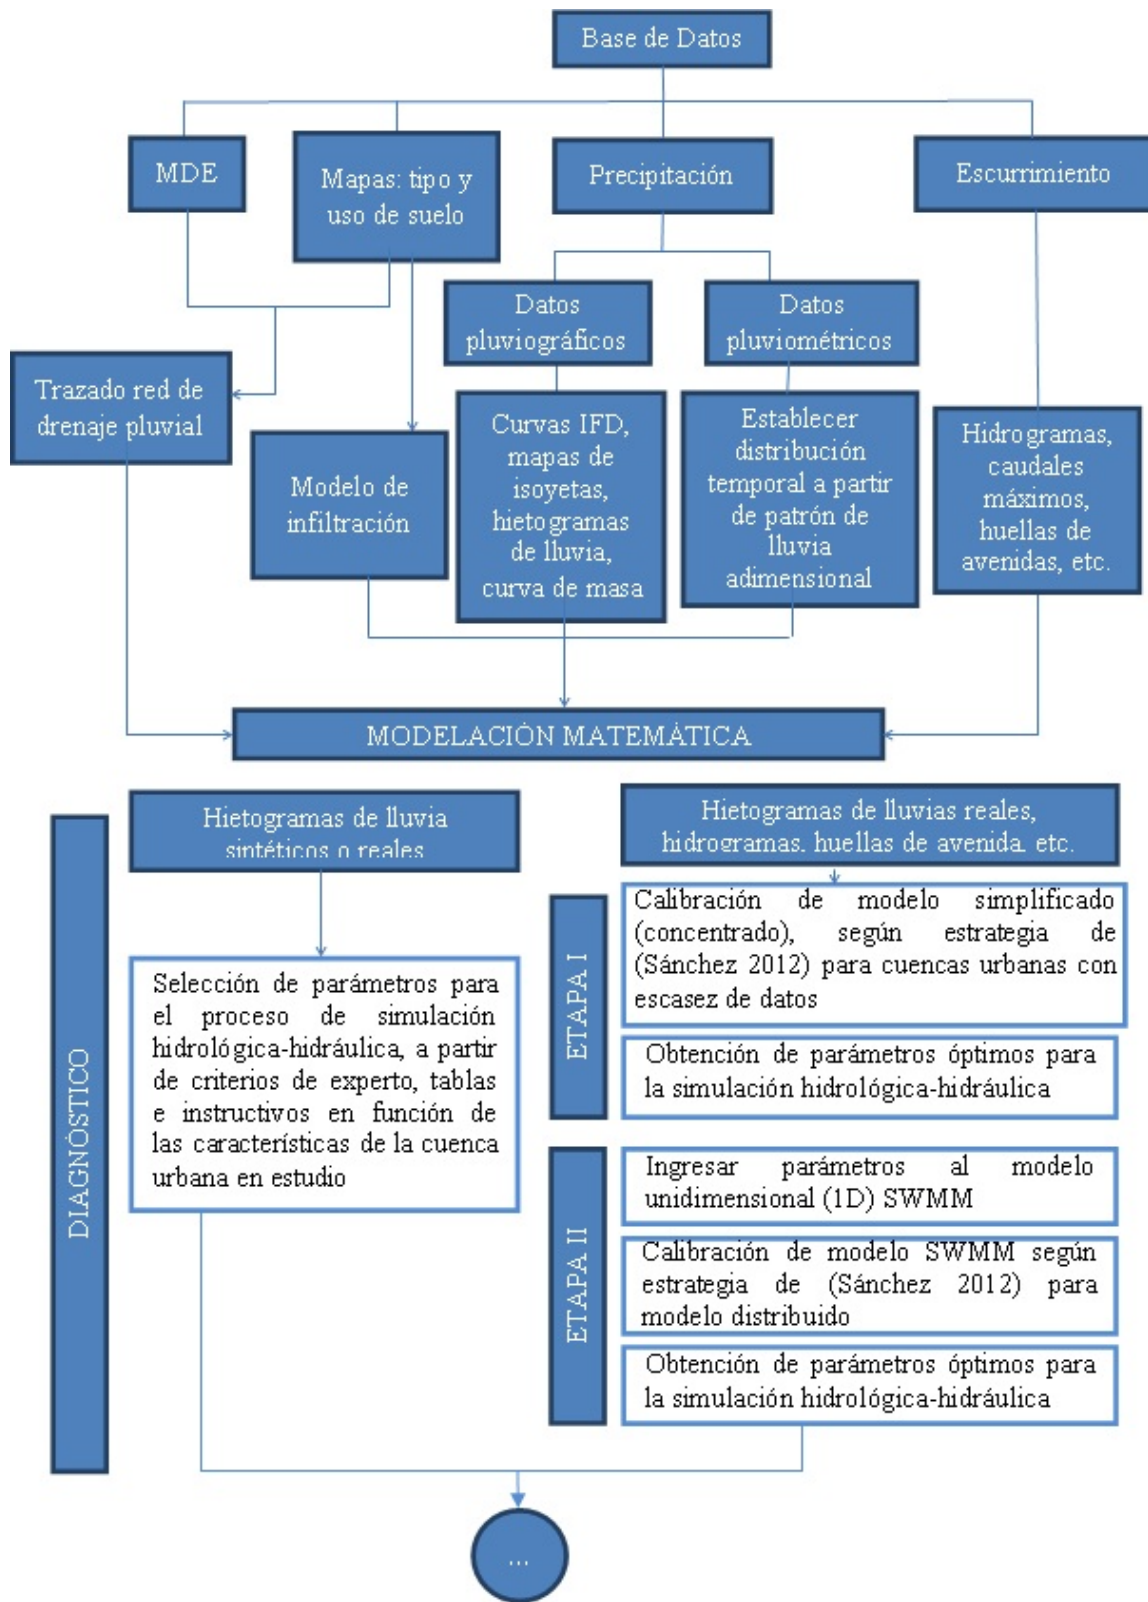 Base de Datos
MDE
Mapas: tipo y
uso de suelo
Precipitación
Escurrimiento
Datos
pluviográficos
Datos
pluviométricos
Trazado red de
drenaje pluvial
Modelo de
infiltración
Curvas IFD,
mapas de
isoyetas,
hietogramas
de lluvia,
curva de masa
Establecer
distribución
temporal a partir
de patrón de
lluvia
adimensional
Hidrogramas,
caudales
máximos,
huellas de
avenidas, etc.
MODELACIÓN MATEMÁTICA
DIAGNÓSTICO
Hietogramas de lluvia
sintéticos o reales
Selección de parámetros para
el proceso de simulación
hidrológica-hidráulica, a partir
de criterios de experto, tablas
e instructivos en función de
las características de la cuenca
urbana en estudio
Hietogramas de lluvias reales,
hidrogramas, huellas de avenida, etc.
ETAPA I
Calibración de modelo simplificado
(concentrado), según estrategia de
(Sánchez 2012) para cuencas urbanas con
escasez de datos
Obtención de parámetros óptimos para
la simulación hidrológica-hidráulica
ETAPA II
Ingresar parámetros al modelo
unidimensional (1D) SWMM
Calibración de modelo SWMM según
estrategia de (Sánchez 2012) para
modelo distribuido
Obtención de parámetros óptimos para
la simulación hidrológica-hidráulica
...